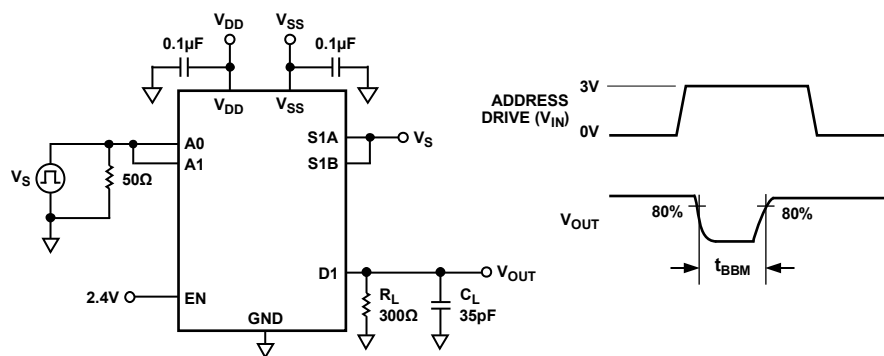 VDD
VSS
0.1µF
0.1µF
VDD
VSS
A0
A1
S1A
S1B
VS
VS
50Ω
2.4V
EN
GND
D1
VOUT
RL
300Ω
CL
35pF
3V
0V
ADDRESS
DRIVE (VIN)
VOUT
80%
80%
tBBM